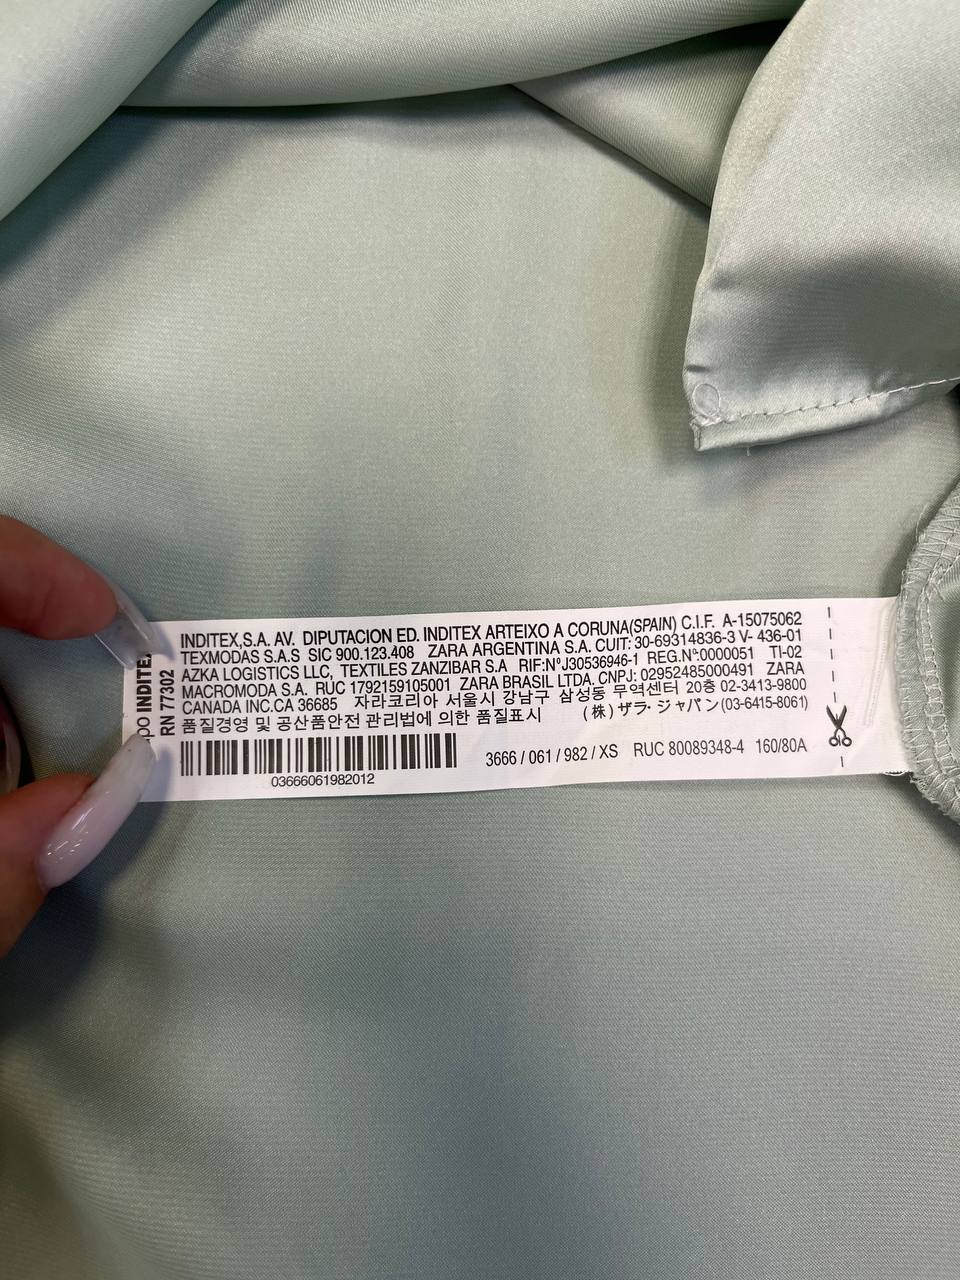 INDITEX,S.A. AV. DIPUTACION ED. INDITEX ARTEIXO A CORUNA(SPAIN) C.I.F. A-15075062
TEXMODAS S.A.S SIC 900.123.408 ZARA ARGENTINA S.A. CUIT: 30-69314836-3 V- 436-01
AZKA LOGISTICS LLC, TEXTILES ZANZIBAR S.A RIF:N°J30536946-1 REG.Nº:0000051 TI-02
MACROMODA S.A. RUC 1792159105001 ZARA BRASIL LTDA. CNPJ: 02952485000491 ZARA
CANADA INC.CA 36685 자라코리아 서울시 강남구 삼성동 무역센터 20층 02-3413-9800
품질경영 및 공산품안전 관리법에 의한 품질표시 (株)ザラ・ジャパン(03-6415-8061)
03666061982012
3666 / 061 / 982 / XS RUC 80089348-4 160/80A
INDITEX
RN 77302